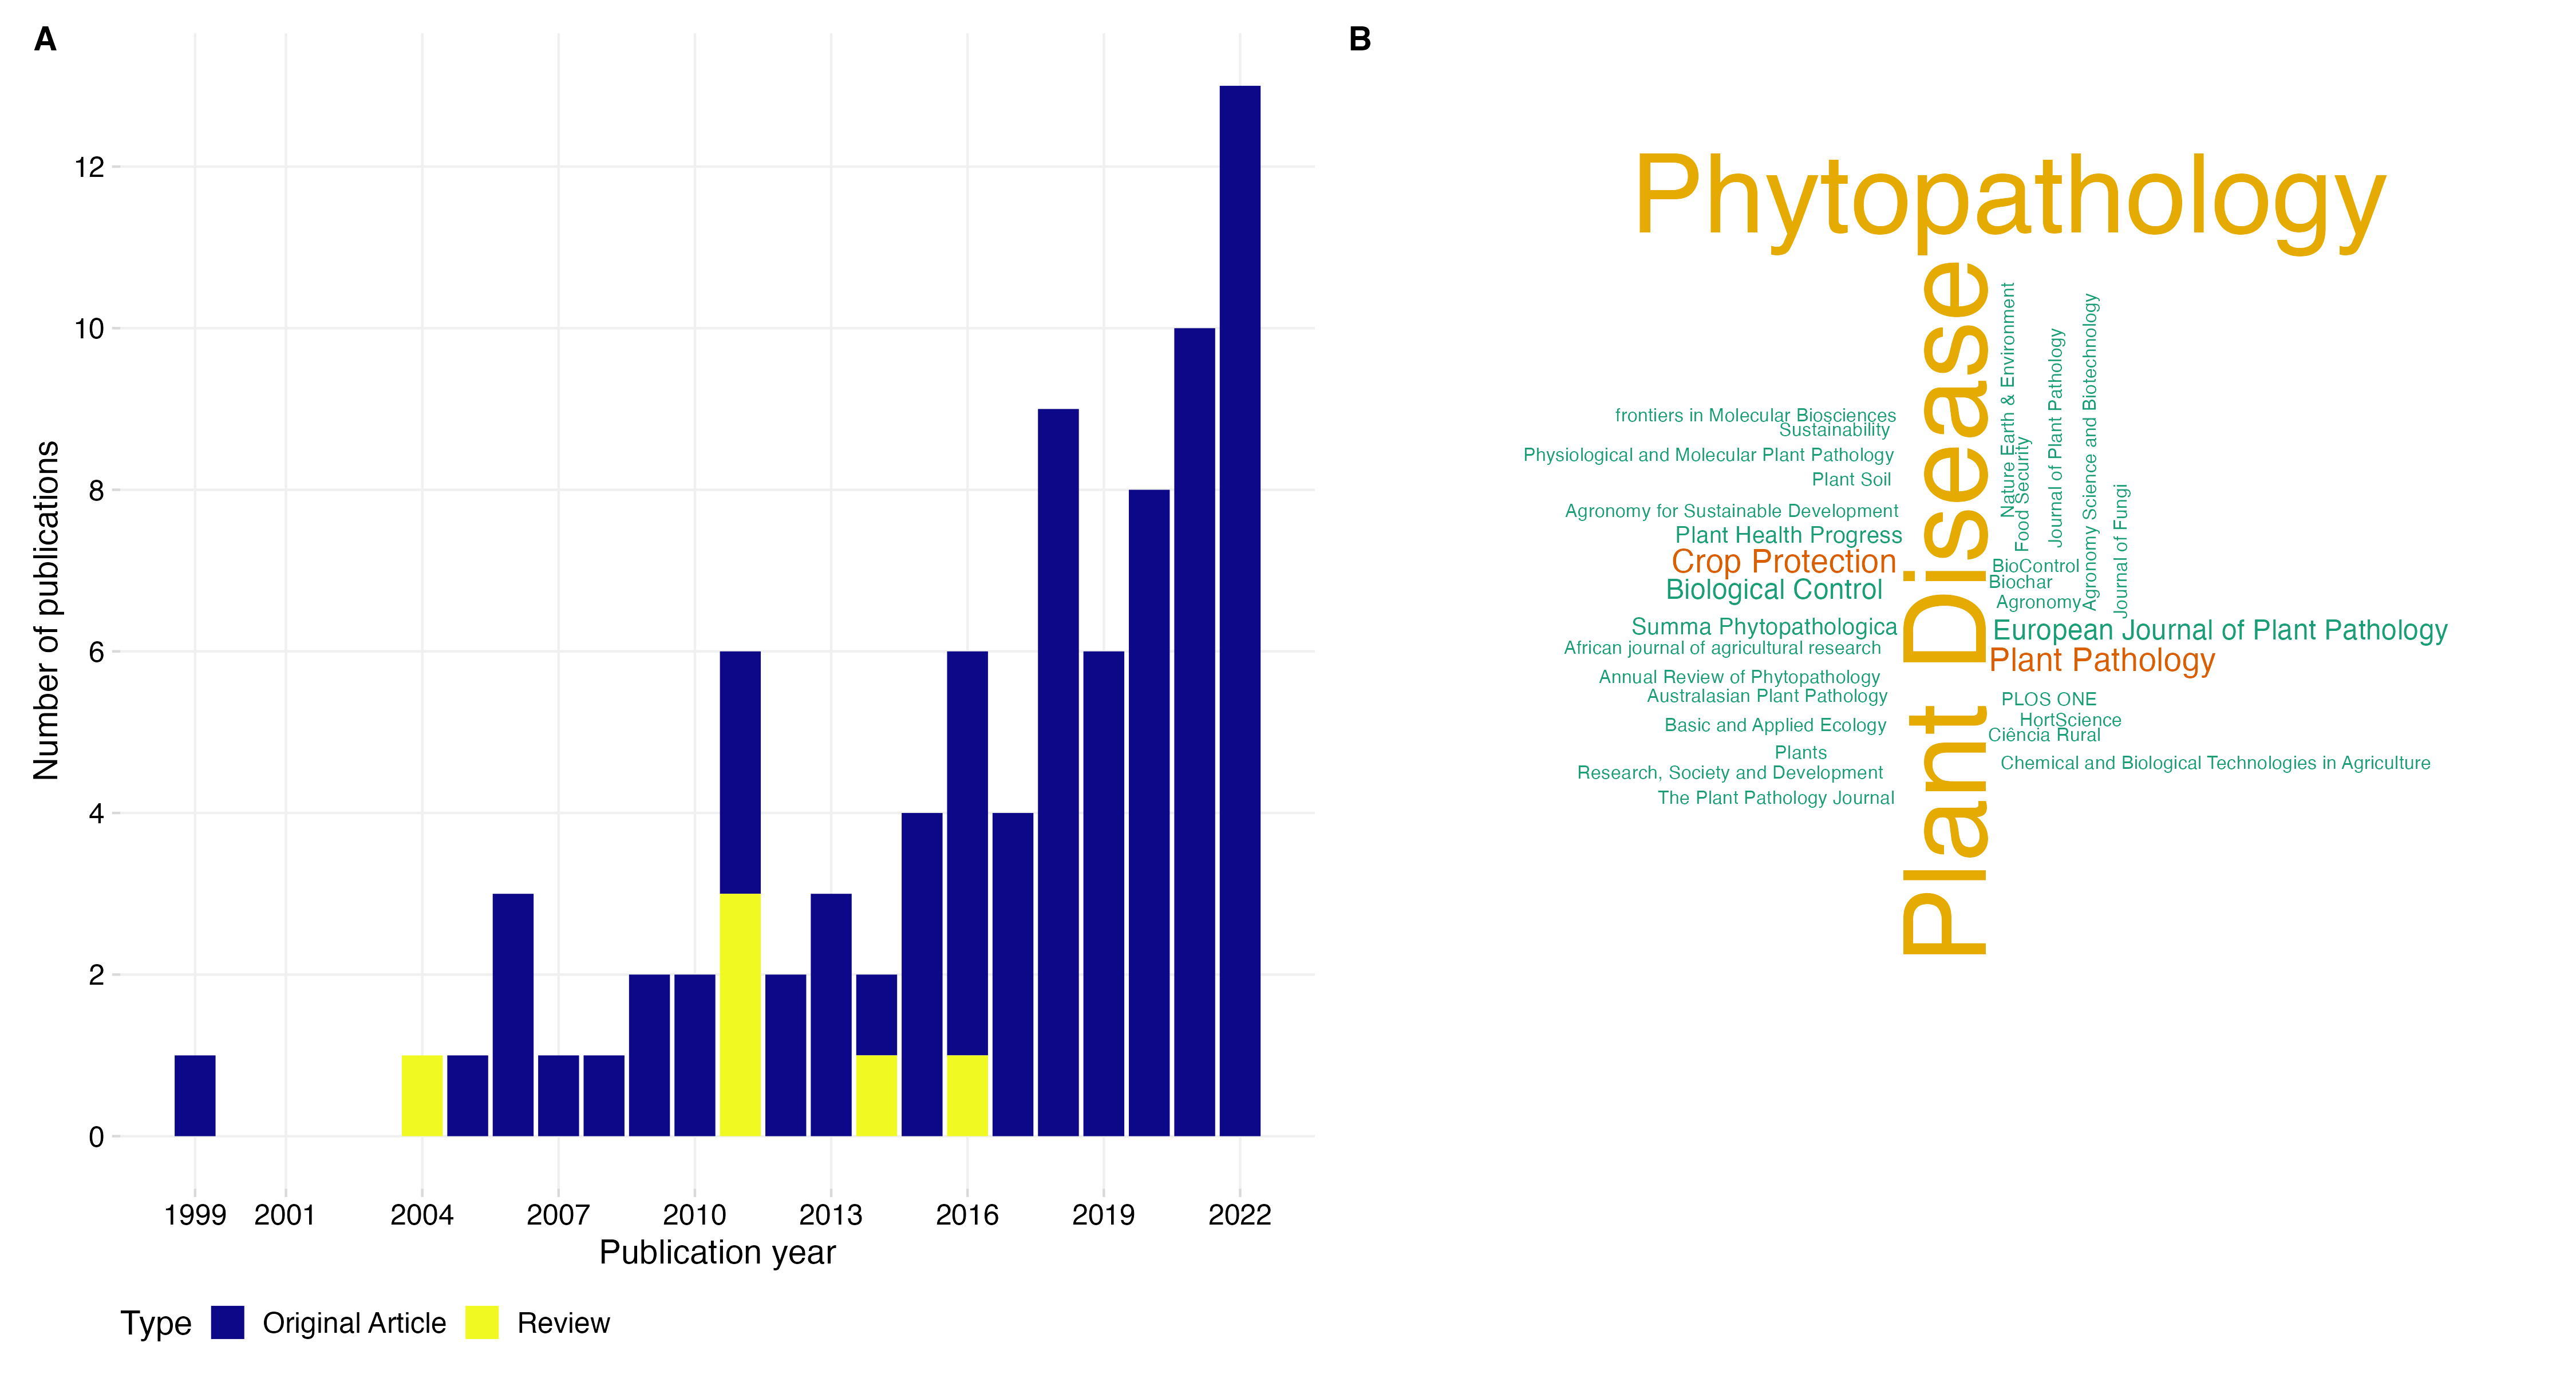 A
Number of publications
12
10
8
6
4
2
0
1999 2001 2004 2007 2010 2013 2016 2019 2022
Publication year
Type Original Article Review
B
Phytopathology
Plant Disease
frontiers in Molecular Biosciences
Sustainability
Physiological and Molecular Plant Pathology
Plant Soil
Agronomy for Sustainable Development
Plant Health Progress
Crop Protection
Biological Control
Summa Phytopathologica
African journal of agricultural research
Annual Review of Phytopathology
Australasian Plant Pathology
Basic and Applied Ecology
Plants
Research, Society and Development
The Plant Pathology Journal
Nature Earth & Environment
Food Security
Journal of Plant Pathology
Agronomy Science and Biotechnology
Journal of Fungi
BioControl
Biochar
Agronomy
European Journal of Plant Pathology
Plant Pathology
PLOS ONE
HortScience
Ciência Rural
Chemical and Biological Technologies in Agriculture